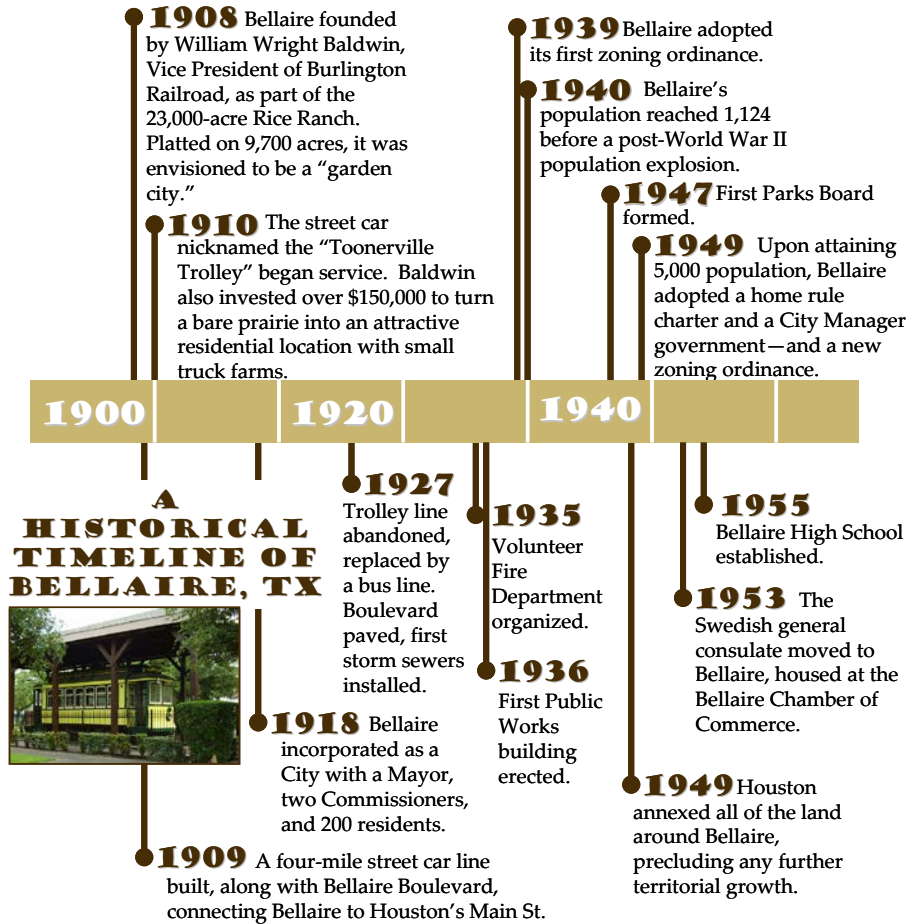 1908 Bellaire founded
by William Wright Baldwin,
Vice President of Burlington
Railroad, as part of the
23,000-acre Rice Ranch.
Platted on 9,700 acres, it was
envisioned to be a “garden
city.”
1910 The street car
nicknamed the “Toonerville
Trolley” began service. Baldwin
also invested over $150,000 to turn
a bare prairie into an attractive
residential location with small
truck farms.
1939 Bellaire adopted
its first zoning ordinance.
1940 Bellaire’s
population reached 1,124
before a post-World War II
population explosion.
1947 First Parks Board
formed.
1949 Upon attaining
5,000 population, Bellaire
adopted a home rule
charter and a City Manager
government—and a new
zoning ordinance.
1900
1920
1940
A
HISTORICAL
TIMELINE OF
BELLAIRE, TX
1927
Trolley line
abandoned,
replaced by
a bus line.
Boulevard
paved, first
storm sewers
installed.
1935
Volunteer
Fire
Department
organized.
1936
First Public
Works
building
erected.
1955
Bellaire High School
established.
1953 The
Swedish general
consulate moved to
Bellaire, housed at the
Bellaire Chamber of
Commerce.
1918 Bellaire
incorporated as a
City with a Mayor,
two Commissioners,
and 200 residents.
1949 Houston
annexed all of the land
around Bellaire,
precluding any further
territorial growth.
1909 A four-mile street car line
built, along with Bellaire Boulevard,
connecting Bellaire to Houston’s Main St.